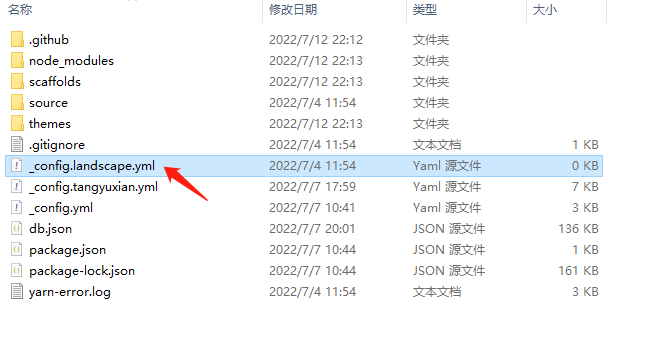 名称 修改日期 类型 大小
.github 2022/7/12 22:12 文件夹
node_modules 2022/7/12 22:13 文件夹
scaffolds 2022/7/12 22:13 文件夹
source 2022/7/4 11:54 文件夹
themes 2022/7/12 22:13 文件夹
.gitignore 2022/7/4 11:54 文本文档 1 KB
_config.landscape.yml 2022/7/4 11:54 Yaml 源文件 0 KB
_config.tangyuxian.yml 2022/7/7 17:59 Yaml 源文件 7 KB
_config.yml 2022/7/7 10:41 Yaml 源文件 3 KB
db.json 2022/7/7 20:01 JSON 源文件 136 KB
package.json 2022/7/7 10:44 JSON 源文件 1 KB
package-lock.json 2022/7/7 10:44 JSON 源文件 161 KB
yarn-error.log 2022/7/4 11:54 文本文档 3 KB